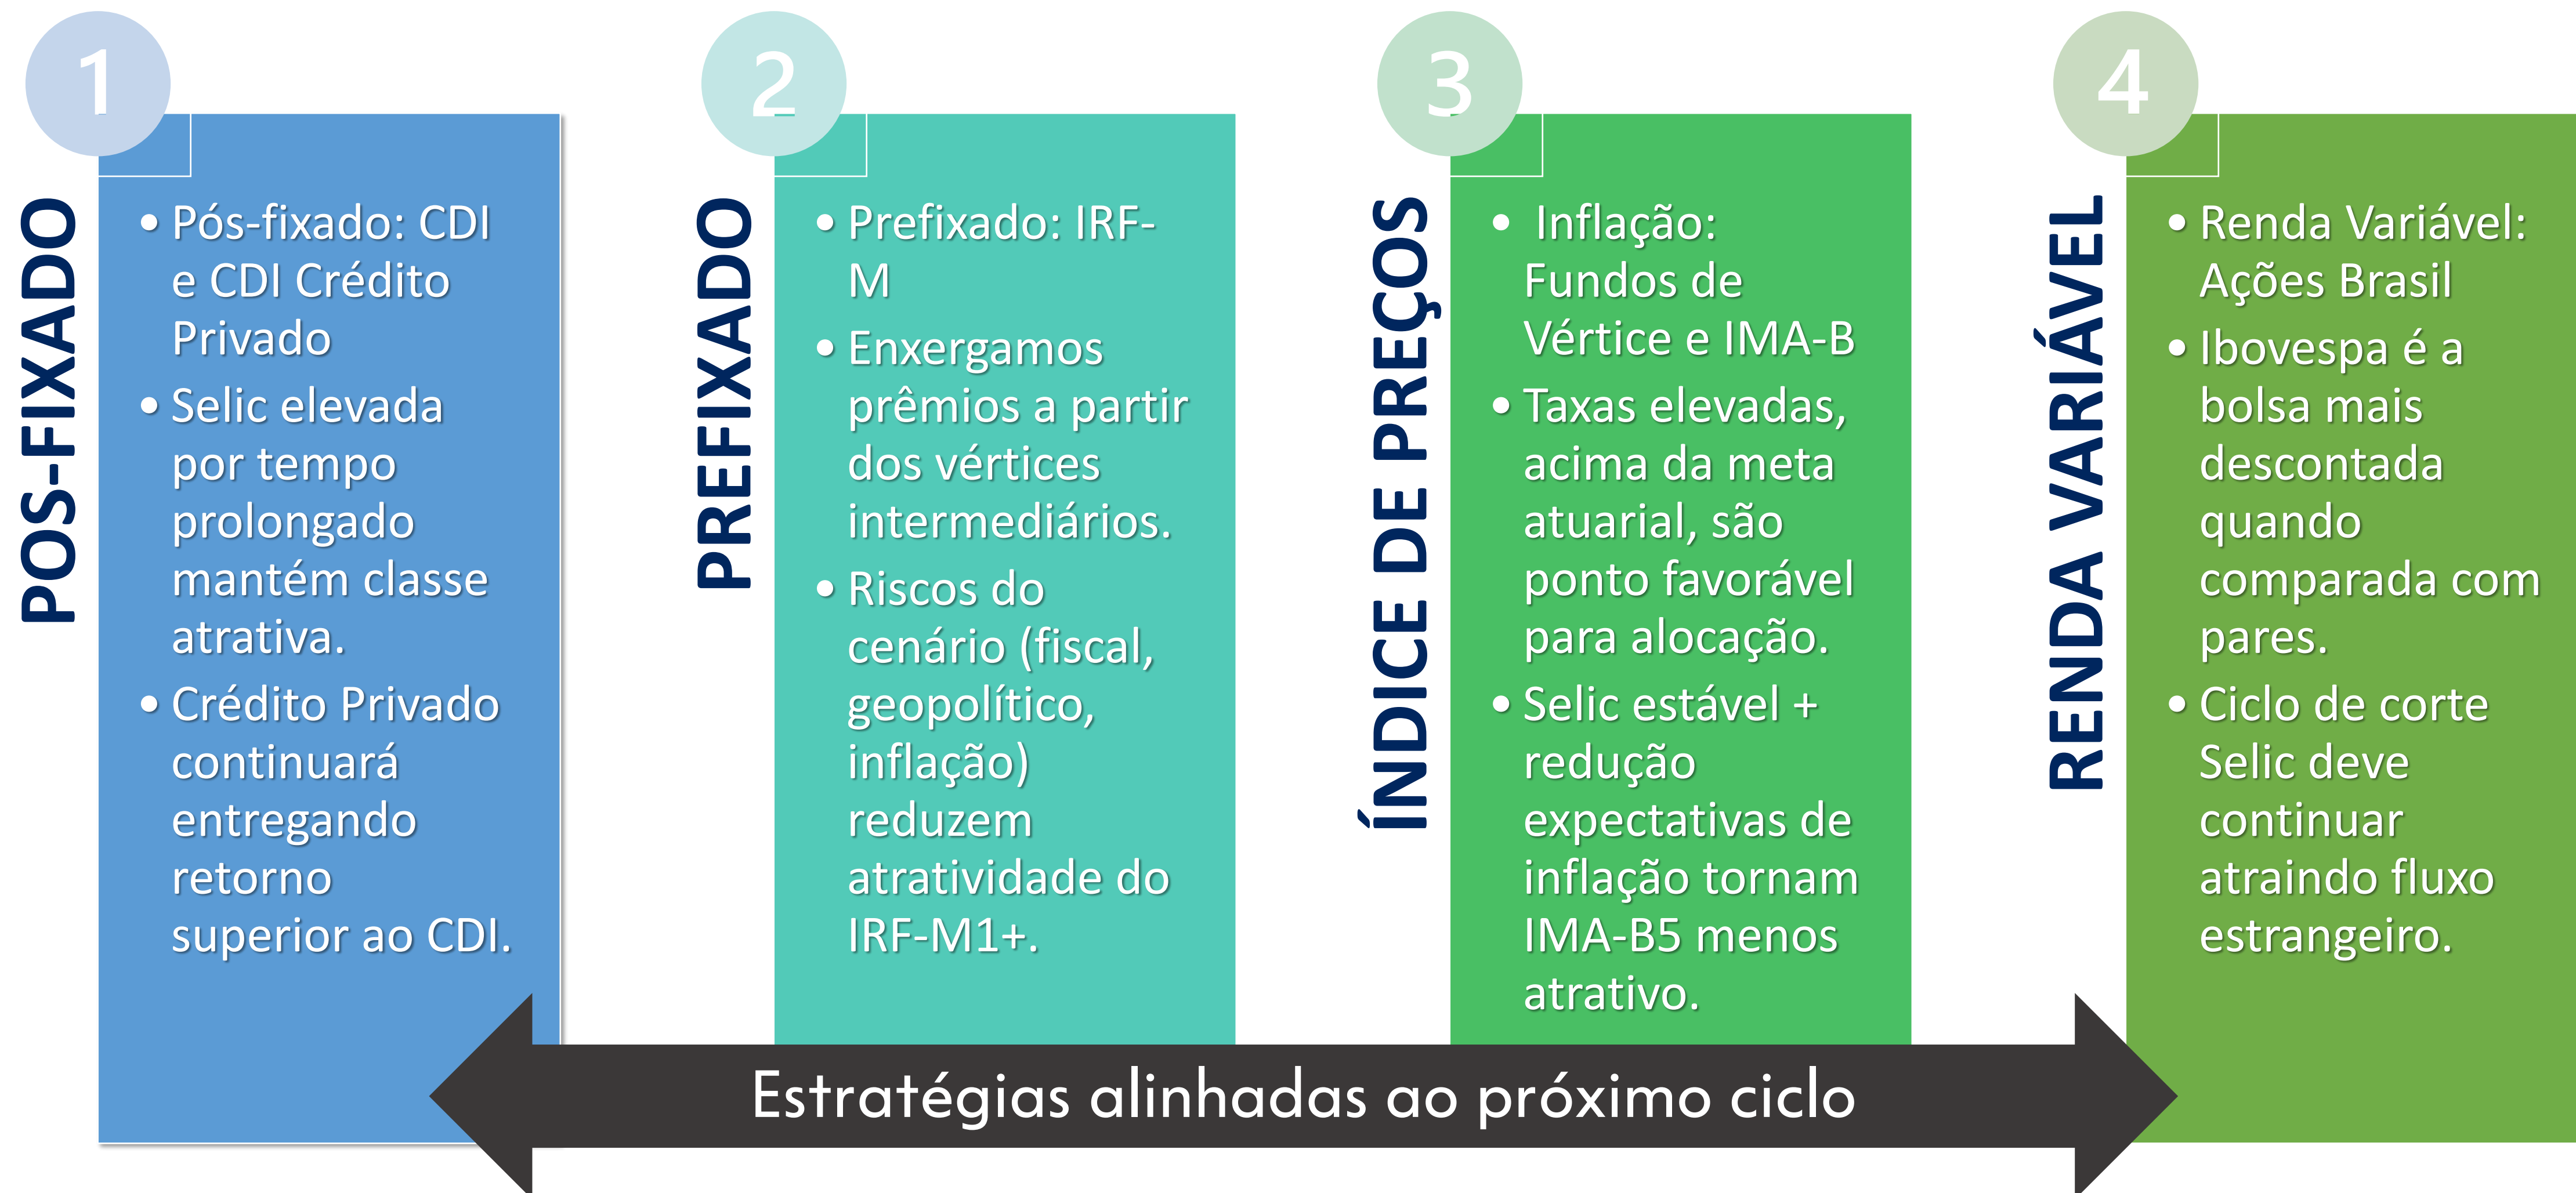 1
POS-FIXADO
• Pós-fixado: CDI
e CDI Crédito
Privado
• Selic elevada
por tempo
prolongado
mantém classe
atrativa.
• Crédito Privado
continuará
entregando
retorno
superior ao CDI.
2
PREFIXADO
• Prefixado: IRF-
M
• Enxergamos
prêmios a partir
dos vértices
intermediários.
• Riscos do
cenário (fiscal,
geopolítico,
inflação)
reduzem
atratividade do
IRF-M1+.
3
ÍNDICE DE PREÇOS
• Inflação:
Fundos de
Vértice e IMA-B
• Taxas elevadas,
acima da meta
atuarial, são
ponto favorável
para alocação.
• Selic estável +
redução
expectativas de
inflação tornam
IMA-B5 menos
atrativo.
4
RENDA VARIÁVEL
• Renda Variável:
Ações Brasil
• Ibovespa é a
bolsa mais
descontada
quando
comparada com
pares.
• Ciclo de corte
Selic deve
continuar
atraindo fluxo
estrangeiro.
Estratégias alinhadas ao próximo ciclo